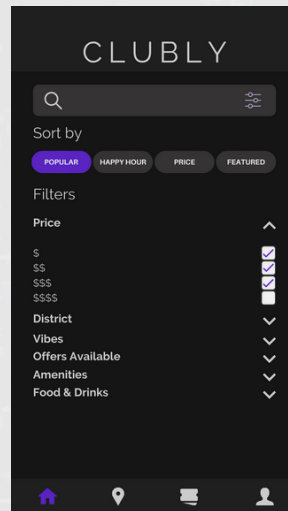 CLUBLY
Sort by
POPULAR HAPPY HOUR PRICE FEATURED
Filters
Price
$
$$
$$$
$$$$
District
Vibes
Offers Available
Amenities
Food & Drinks